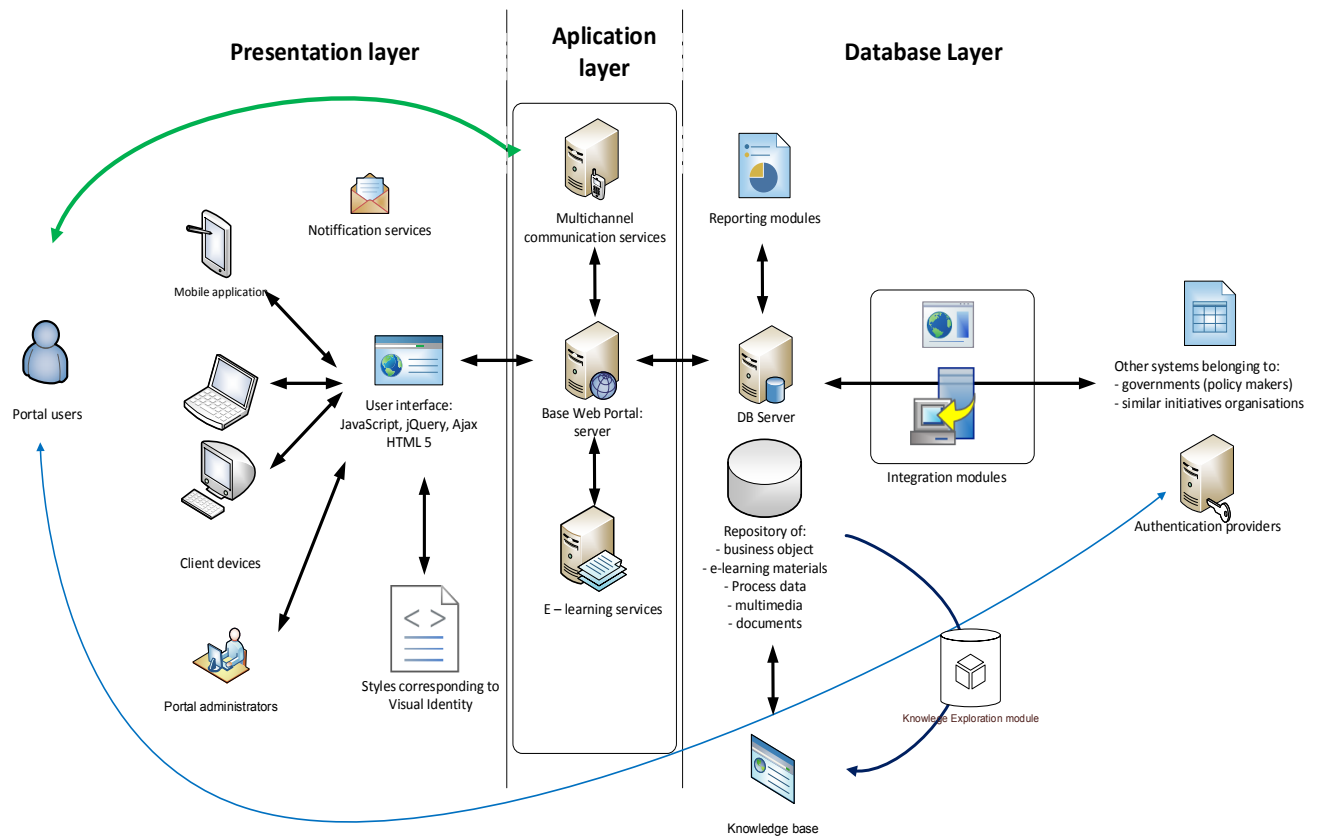 Presentation layer
Aplication
layer
Database Layer
Notiffication services
Multichannel
communication services
Reporting modules
Mobile application
Portal users
User interface:
JavaScript, jQuery, Ajax
HTML 5
Base Web Portal:
server
DB Server
Integration modules
Other systems belonging to:
- governments (policy makers)
- similar initiatives organisations
Authentication providers
Client devices
E – learning services
Repository of:
- business object
- e-learning materials
- Process data
- multimedia
- documents
< >
Styles corresponding to
Visual Identity
Portal administrators
Knowlege Exploration module
Knowledge base